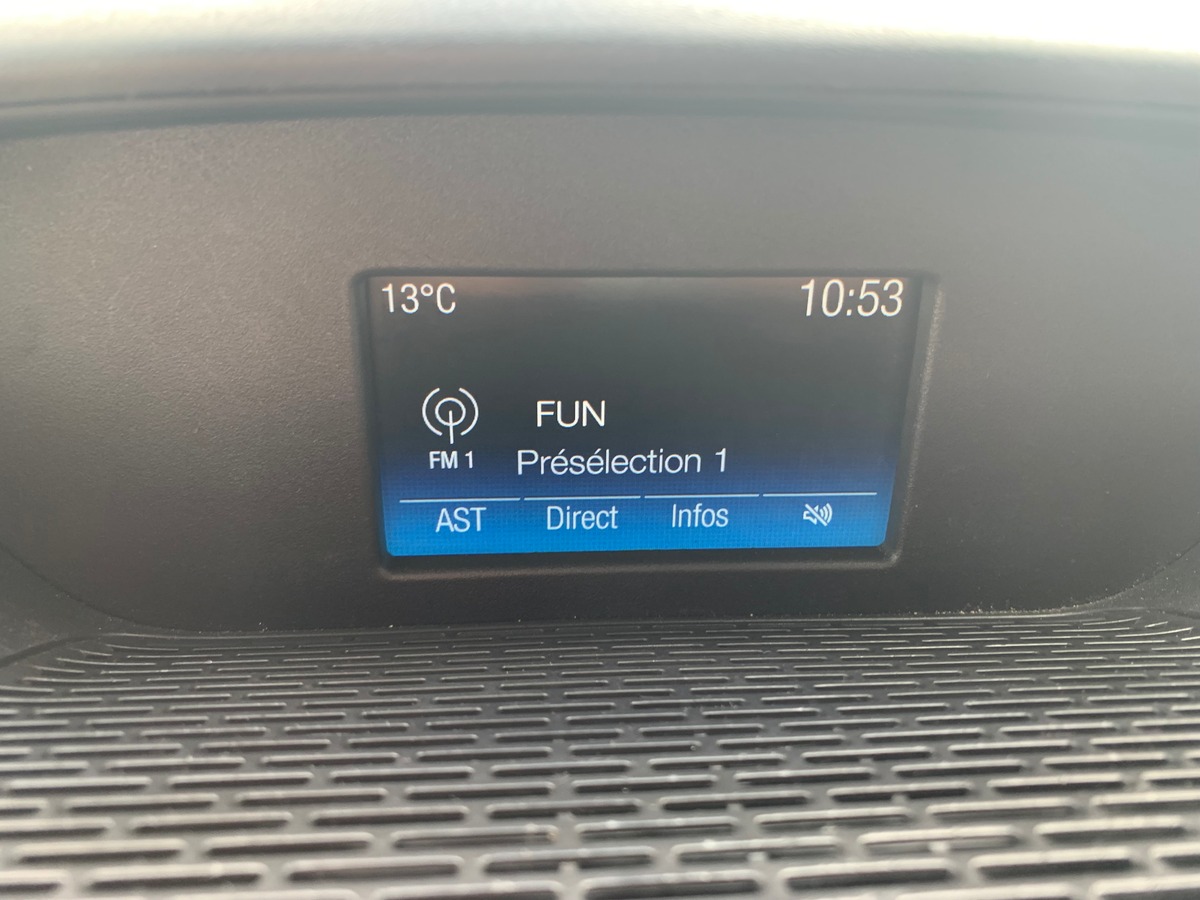 13°C 10:53
FUN
FM 1 Présélection 1
AST Direct Infos